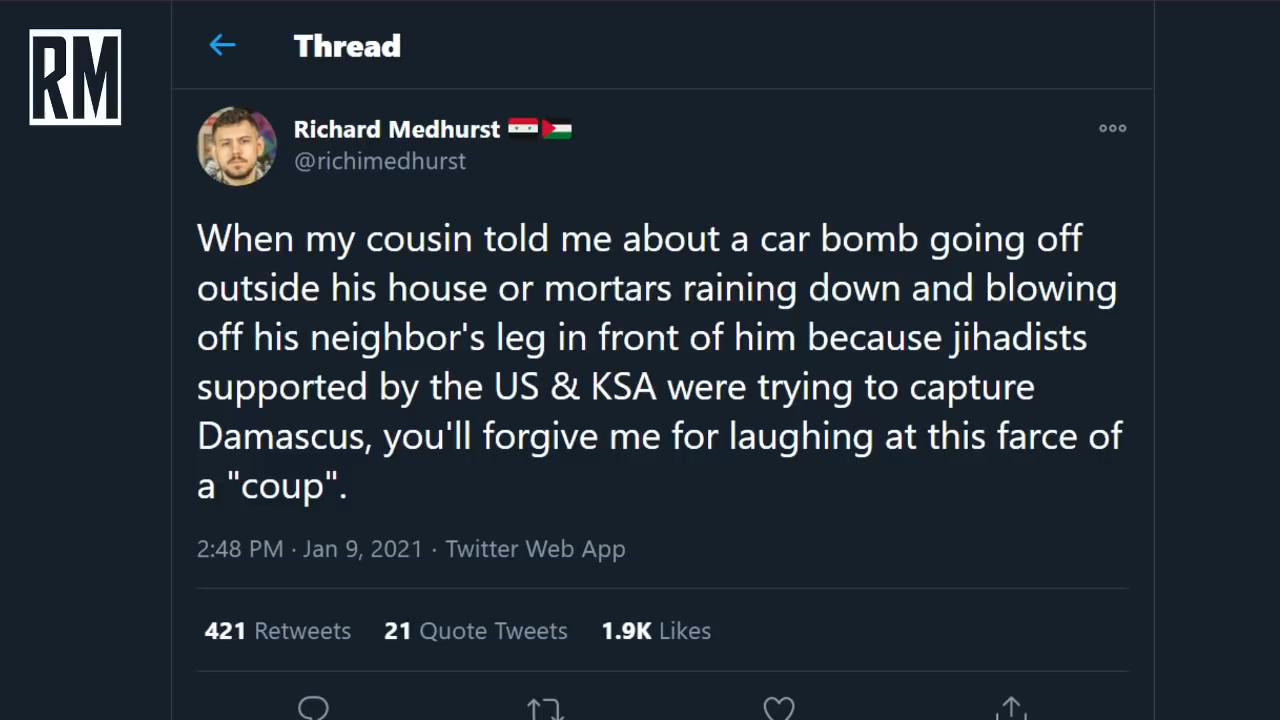 RM
Thread
Richard Medhurst
@richimedhurst
When my cousin told me about a car bomb going off
outside his house or mortars raining down and blowing
off his neighbor's leg in front of him because jihadists
supported by the US & KSA were trying to capture
Damascus, you'll forgive me for laughing at this farce of
a "coup".
2:48 PM · Jan 9, 2021 · Twitter Web App
421 Retweets 21 Quote Tweets 1.9K Likes